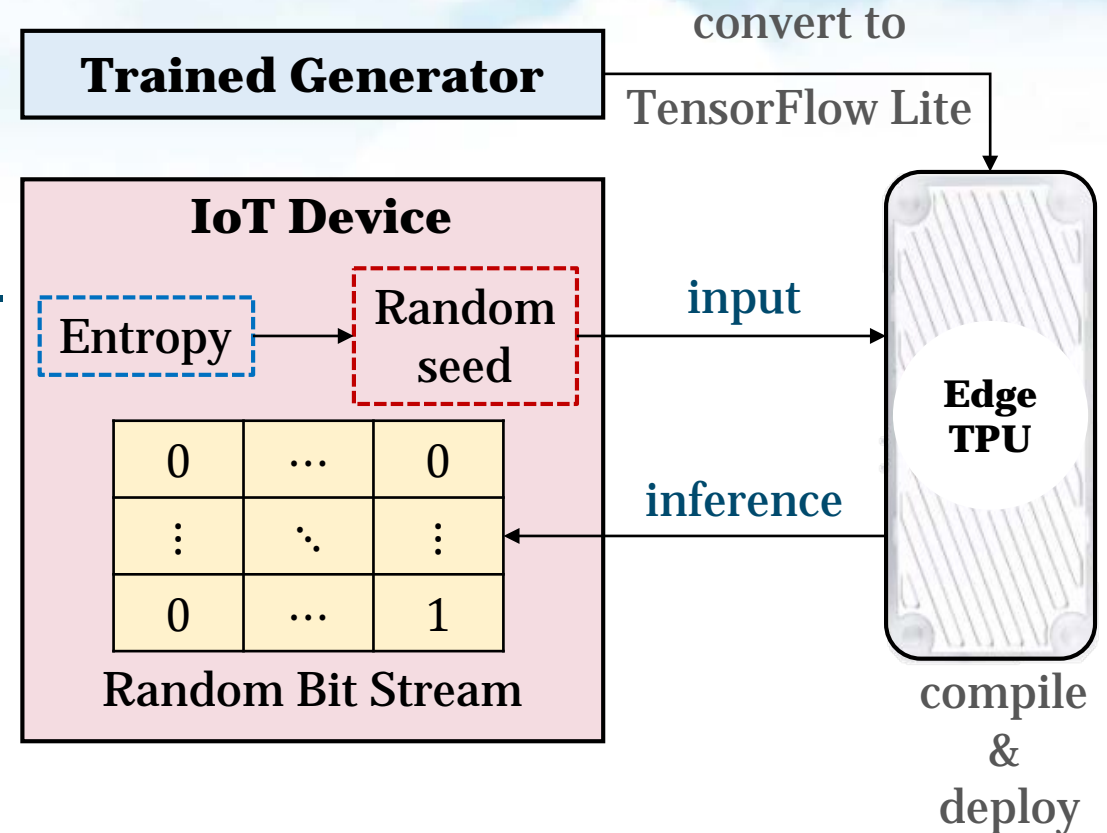 convert to
Trained Generator
TensorFlow Lite
IoT Device
Entropy
Random
seed
input
Edge
TPU
0 ⋯ 0
⋮ ⋱ ⋮
0 ⋯ 1
inference
Random Bit Stream
compile
&
deploy